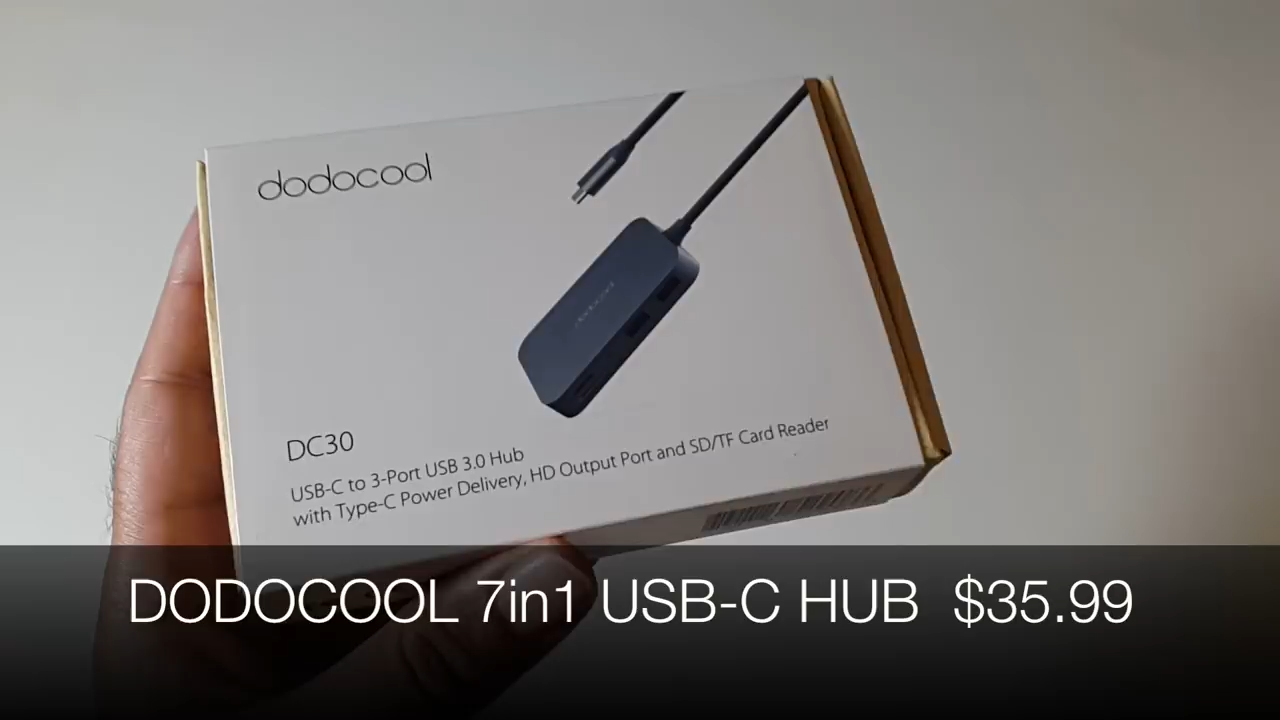 dodocool
dodocool
DC30
USB-C to 3-Port USB 3.0 Hub
with Type-C Power Delivery, HD Output Port and SD/TF Card Reader
DODOCOOL 7in1 USB-C HUB $35.99